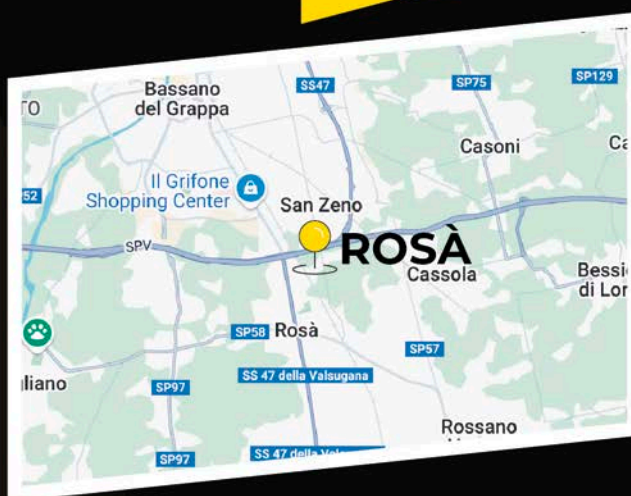 SS47
SP75
SP129
Bassano
del Grappa
Casoni
Il Grifone
Shopping Center
San Zeno
SPV
ROSÀ
Cassola
SP58
Rosà
SP57
SS 47 della Valsugana
SP97
Rossano
SP97